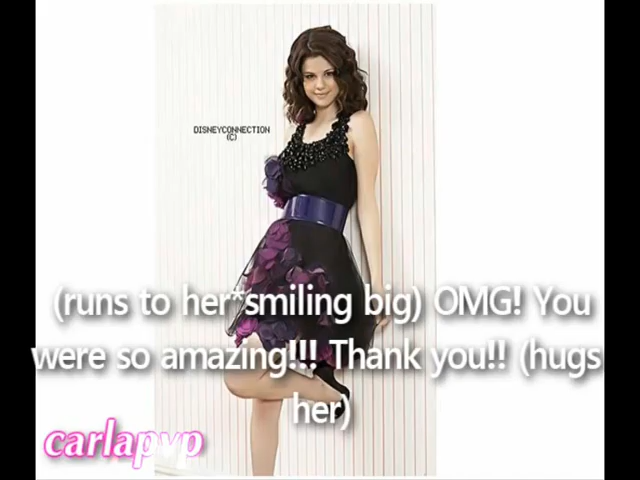 DISNEYCONNECTION
(C)
(runs to her*smiling big) OMG! You
were so amazing!!! Thank you!! (hugs
her)
carlapvp